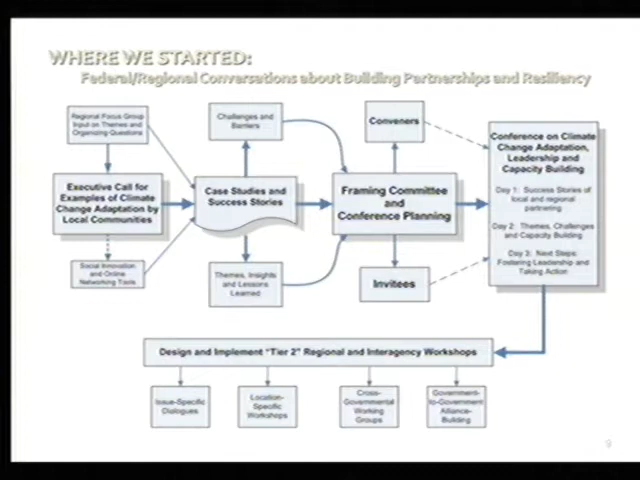 WHERE WE STARTED:
Federal/Regional Conversations about Building Partnerships and Resiliency
Regional Focus Group
Input on Themes and
Organizing Questions
Executive Call for
Examples of Climate
Change Adaptation by
Local Communities
Social Innovation
and Online
Networking Tools
Challenges and
Barriers
Case Studies and
Success Stories
Themes, Insights
and Lessons
Learned
Conveners
Framing Committee
and
Conference Planning
Invitees
Conference on Climate
Change Adaptation,
Leadership and
Capacity Building
Day 1: Success Stories of
local and regional
partnering
Day 2: Themes, Challenges
and Capacity Building
Day 3: Next Steps:
Fostering Leadership and
Taking Action
Design and Implement "Tier 2" Regional and Interagency Workshops
Issue-Specific
Dialogues
Location-
Specific
Workshops
Cross-
Governmental
Working
Groups
Government-
to-Government
Alliance-
Building
9